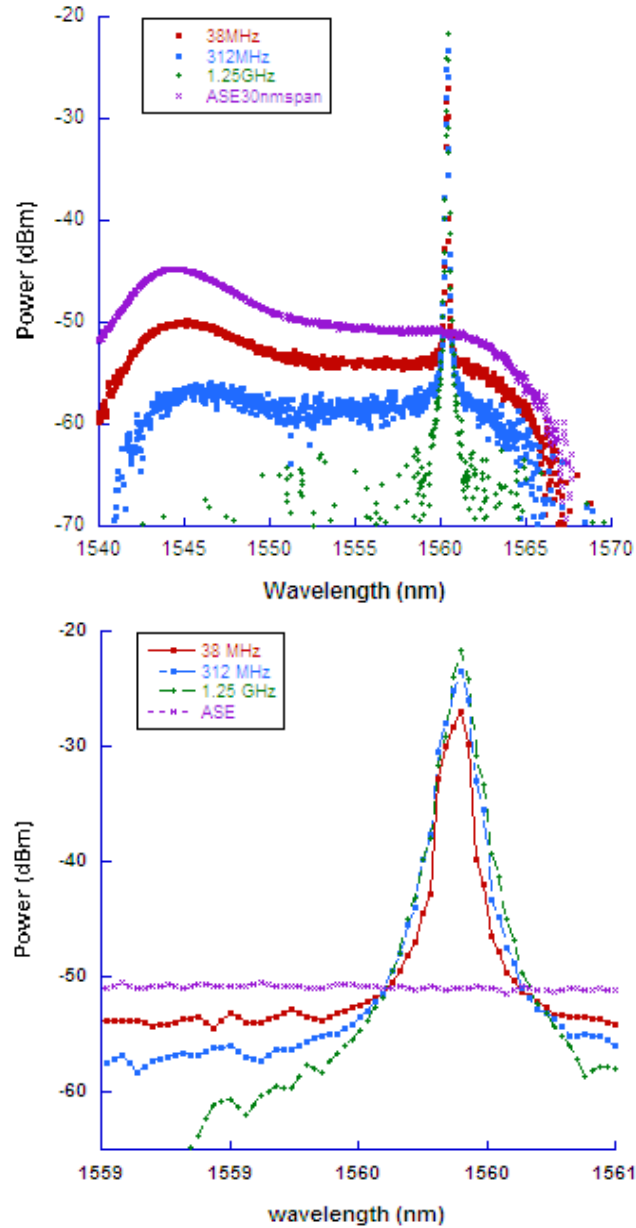 -20
38MHz
312MHz
1.25GHz
ASE30nmspan
-30
-40
Power (dBm)
-50
-60
-70
1540 1545 1550 1555 1560 1565 1570
Wavelength (nm)
-20
38 MHz
312 MHz
1.25 GHz
ASE
-30
-40
Power (dBm)
-50
-60
1559 1559 1560 1560 1561
wavelength (nm)